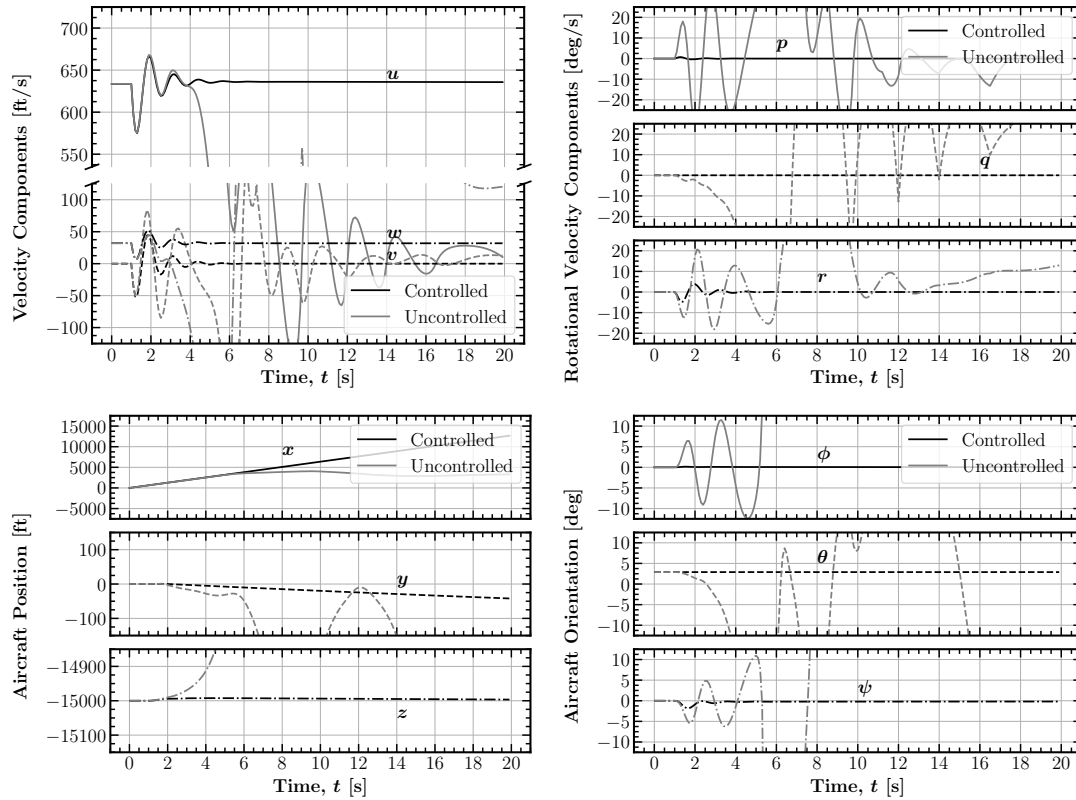 700
650
600
550
100
50
0
−50
−100
0 2 4 6 8 10 12 14 16 18 20
Velocity Components [ft/s]
Time, t [s]
u
w
v
Controlled
Uncontrolled
20
10
0
−10
−20
p
Controlled
Uncontrolled
20
10
0
−10
−20
q
20
10
0
−10
−20
r
0 2 4 6 8 10 12 14 16 18 20
Rotational Velocity Components [deg/s]
Time, t [s]
15000
10000
5000
0
−5000
x
Controlled
Uncontrolled
100
0
−100
y
−14900
−15000
−15100
z
0 2 4 6 8 10 12 14 16 18 20
Aircraft Position [ft]
Time, t [s]
10
5
0
−5
−10
ϕ
Controlled
Uncontrolled
10
5
0
−5
−10
θ
10
5
0
−5
−10
ψ
0 2 4 6 8 10 12 14 16 18 20
Aircraft Orientation [deg]
Time, t [s]